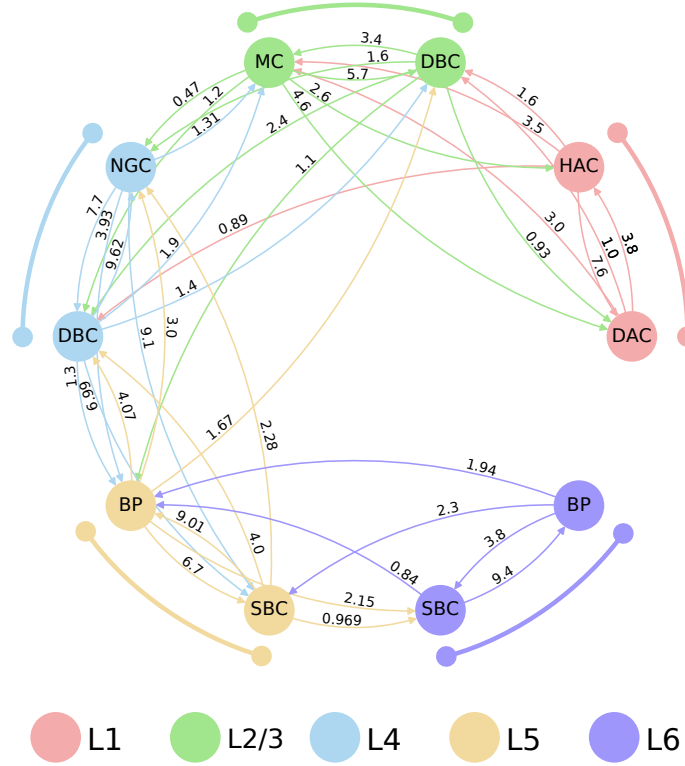 3.4
MC
1.6
DBC
5.7
0.47
1.2
2.6
4.6
1.6
1.31
2.4
3.5
NGC
1.1
HAC
7.7
3.93
0.89
3.0
9.62
1.9
0.93
1.0
3.8
7.6
1.4
DBC
3.0
9.1
DAC
1.3
6.99
4.07
1.67
2.28
1.94
BP
9.01
2.3
BP
4.0
3.8
6.7
0.84
9.4
SBC
2.15
SBC
0.969
L1
L2/3
L4
L5
L6